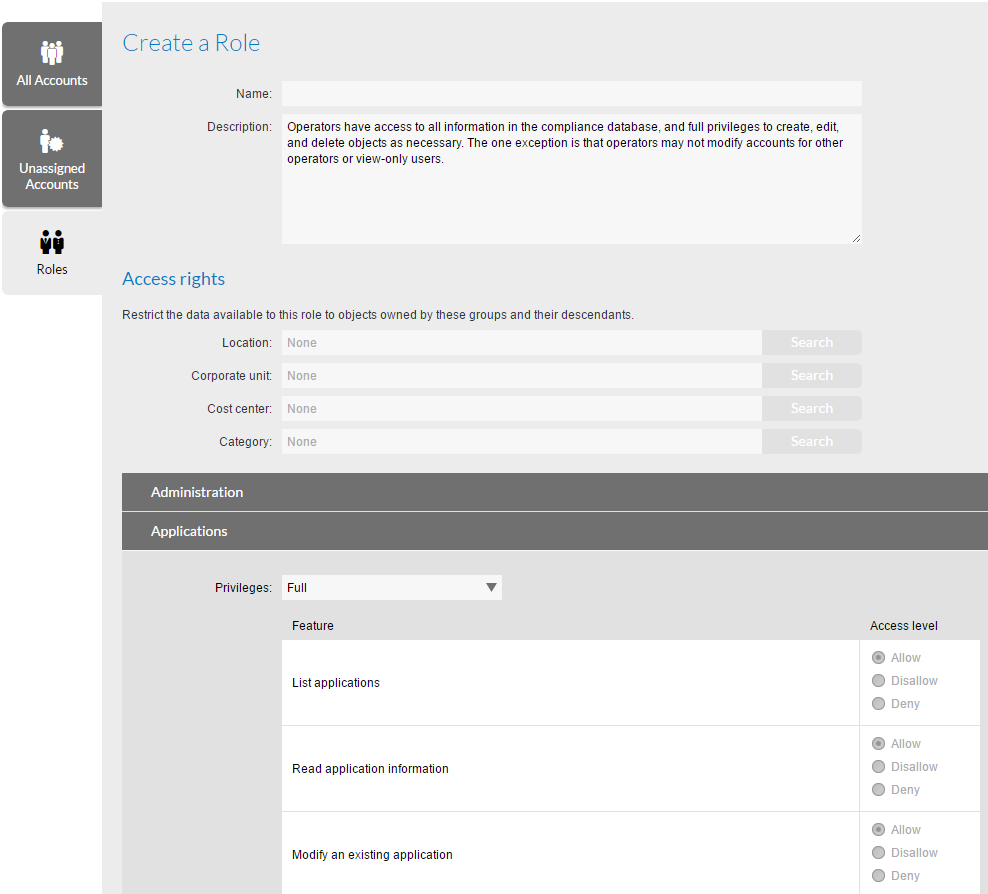 All Accounts
Unassigned
Accounts
Roles
Create a Role
Name:
Description:
Operators have access to all information in the compliance database, and full privileges to create, edit,
and delete objects as necessary. The one exception is that operators may not modify accounts for other
operators or view-only users.
Access rights
Restrict the data available to this role to objects owned by these groups and their descendants.
Location: None Search
Corporate unit: None Search
Cost center: None Search
Category: None Search
Administration
Applications
Privileges: Full
Feature Access level
List applications
Allow
Disallow
Deny
Read application information
Allow
Disallow
Deny
Modify an existing application
Allow
Disallow
Deny